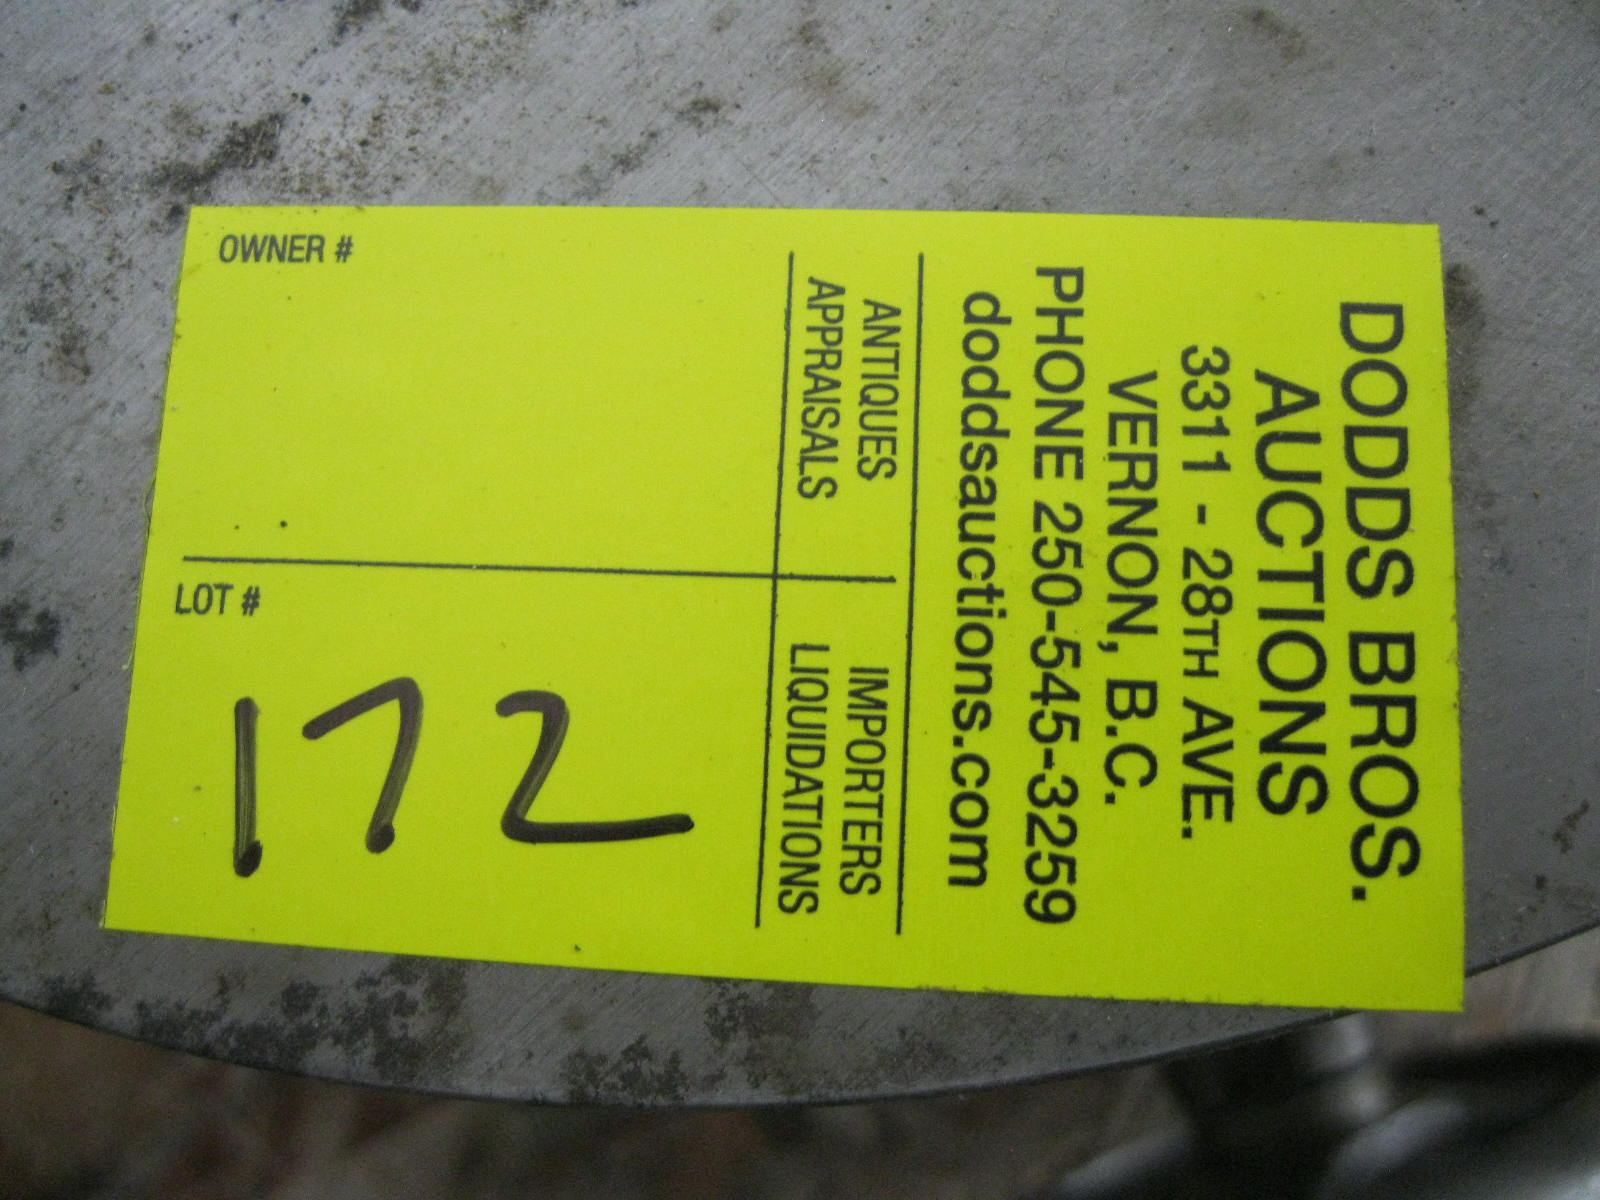 DODDS BROS.
AUCTIONS
3311 - 28TH AVE.
VERNON, B.C.
PHONE 250-545-3259
doddsauctions.com
ANTIQUES
APPRAISALS
IMPORTERS
LIQUIDATIONS
OWNER #
LOT #
172